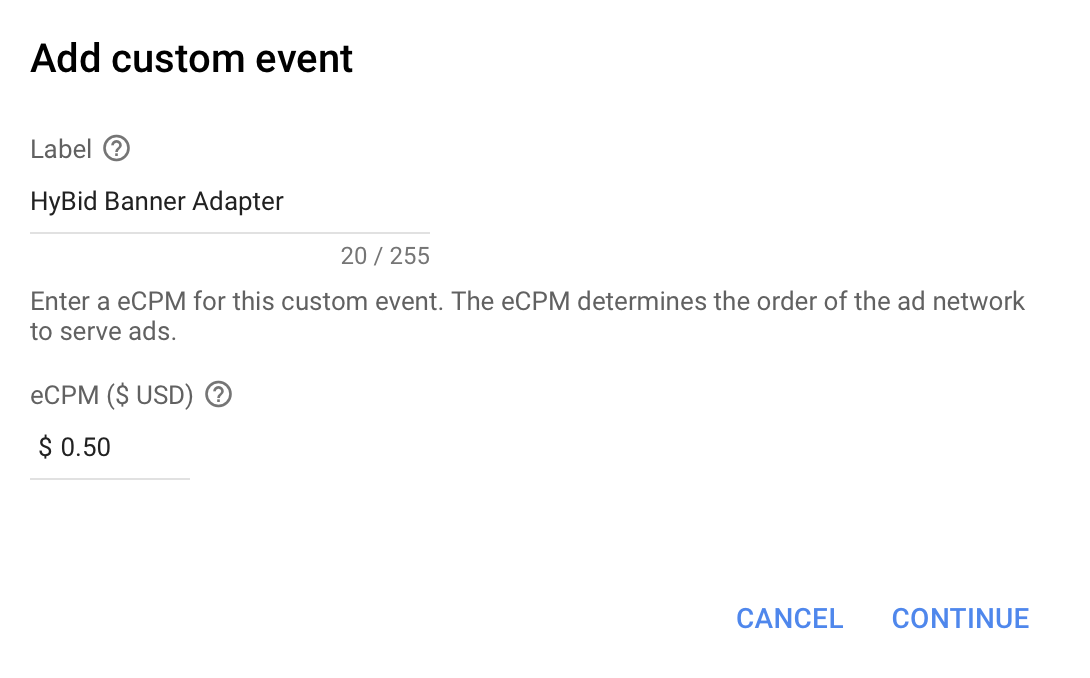 Add custom event
Label
HyBid Banner Adapter
20 / 255
Enter a eCPM for this custom event. The eCPM determines the order of the ad network
to serve ads.
eCPM ($ USD)
$ 0.50
CANCEL CONTINUE